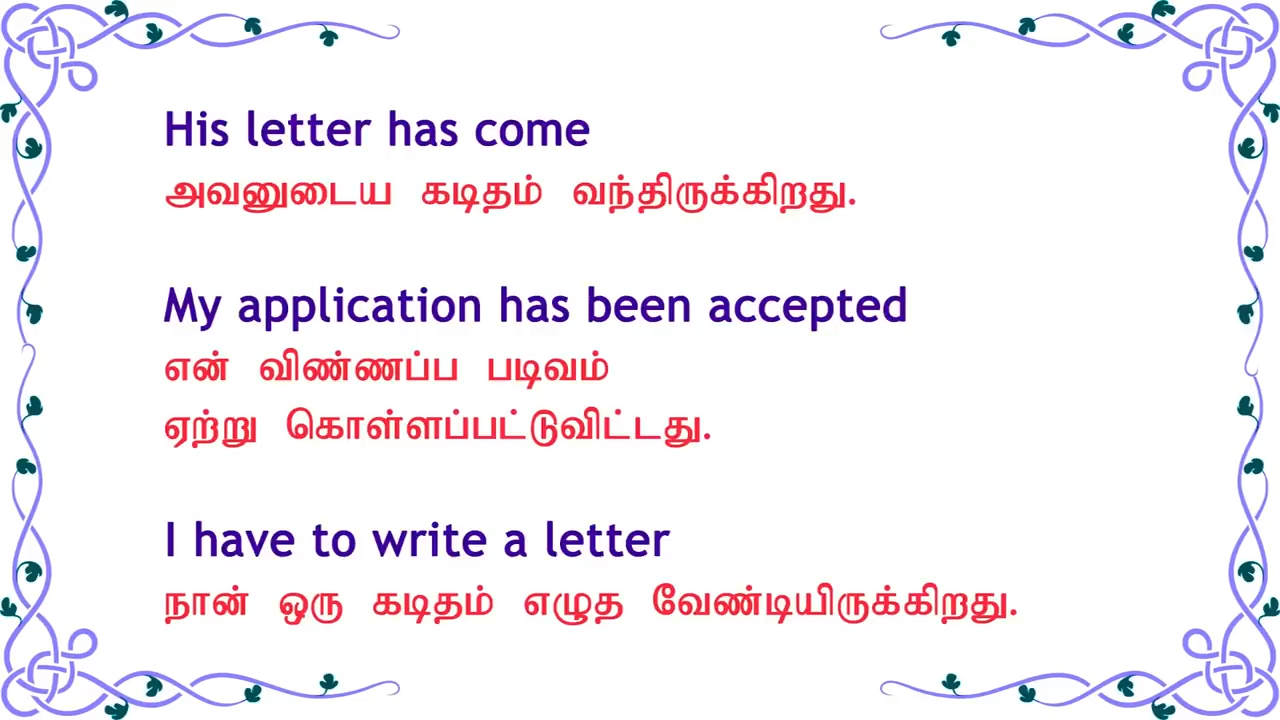 His letter has come
அவனுடைய கடிதம் வந்திருக்கிறது.
My application has been accepted
என் விண்ணப்ப படிவம்
ஏற்று கொள்ளப்பட்டுவிட்டது.
I have to write a letter
நான் ஒரு கடிதம் எழுத வேண்டியிருக்கிறது.